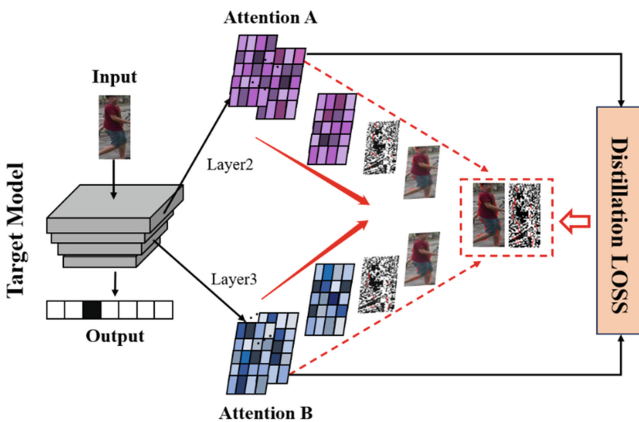 Attention A
Input
Layer2
Target Model
Distillation LOSS
Layer3
Output
Attention B